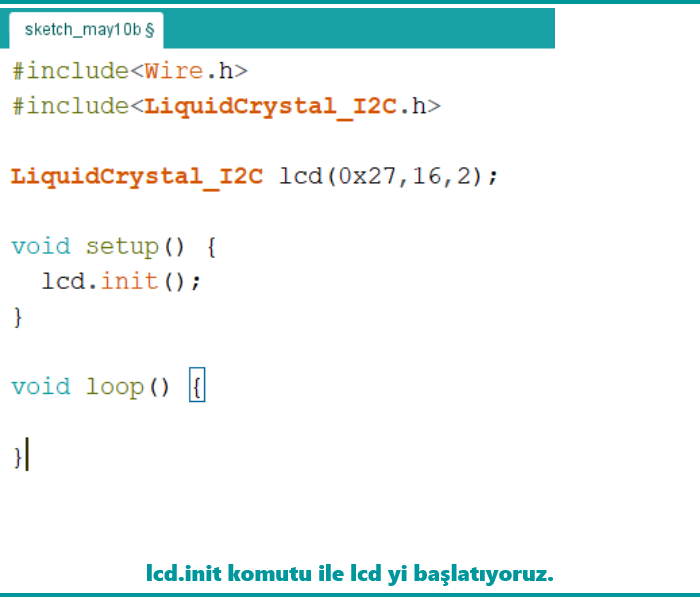 sketch_may10b §
#include<Wire.h>
#include<LiquidCrystal_I2C.h>
LiquidCrystal_I2C lcd(0x27,16,2);
void setup() {
lcd.init();
}
void loop() {
}
lcd.init komutu ile lcd yi başlatıyoruz.